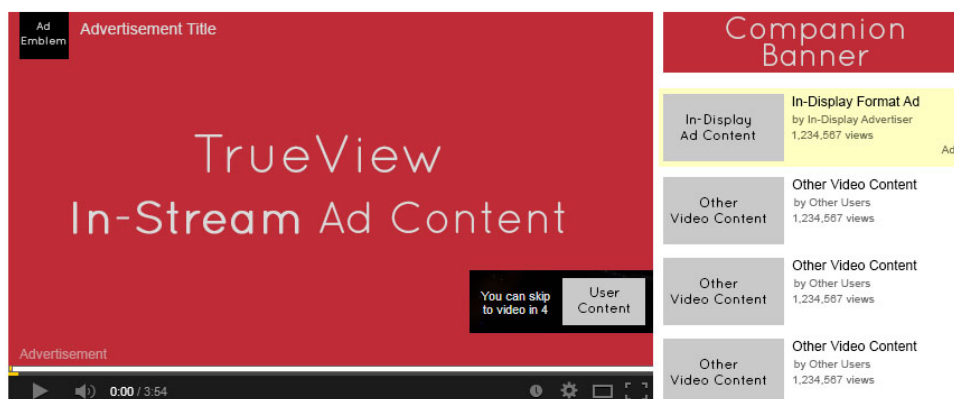 Ad
Emblem
Advertisement Title
TrueView
In-Stream Ad Content
You can skip
to video in 4
User
Content
Advertisement
0:00 / 3:54
Companion
Banner
In-Display
Ad Content
In-Display Format Ad
by In-Display Advertiser
1,234,567 views
Ad
Other
Video Content
Other Video Content
by Other Users
1,234,567 views
Other
Video Content
Other Video Content
by Other Users
1,234,567 views
Other
Video Content
Other Video Content
by Other Users
1,234,567 views